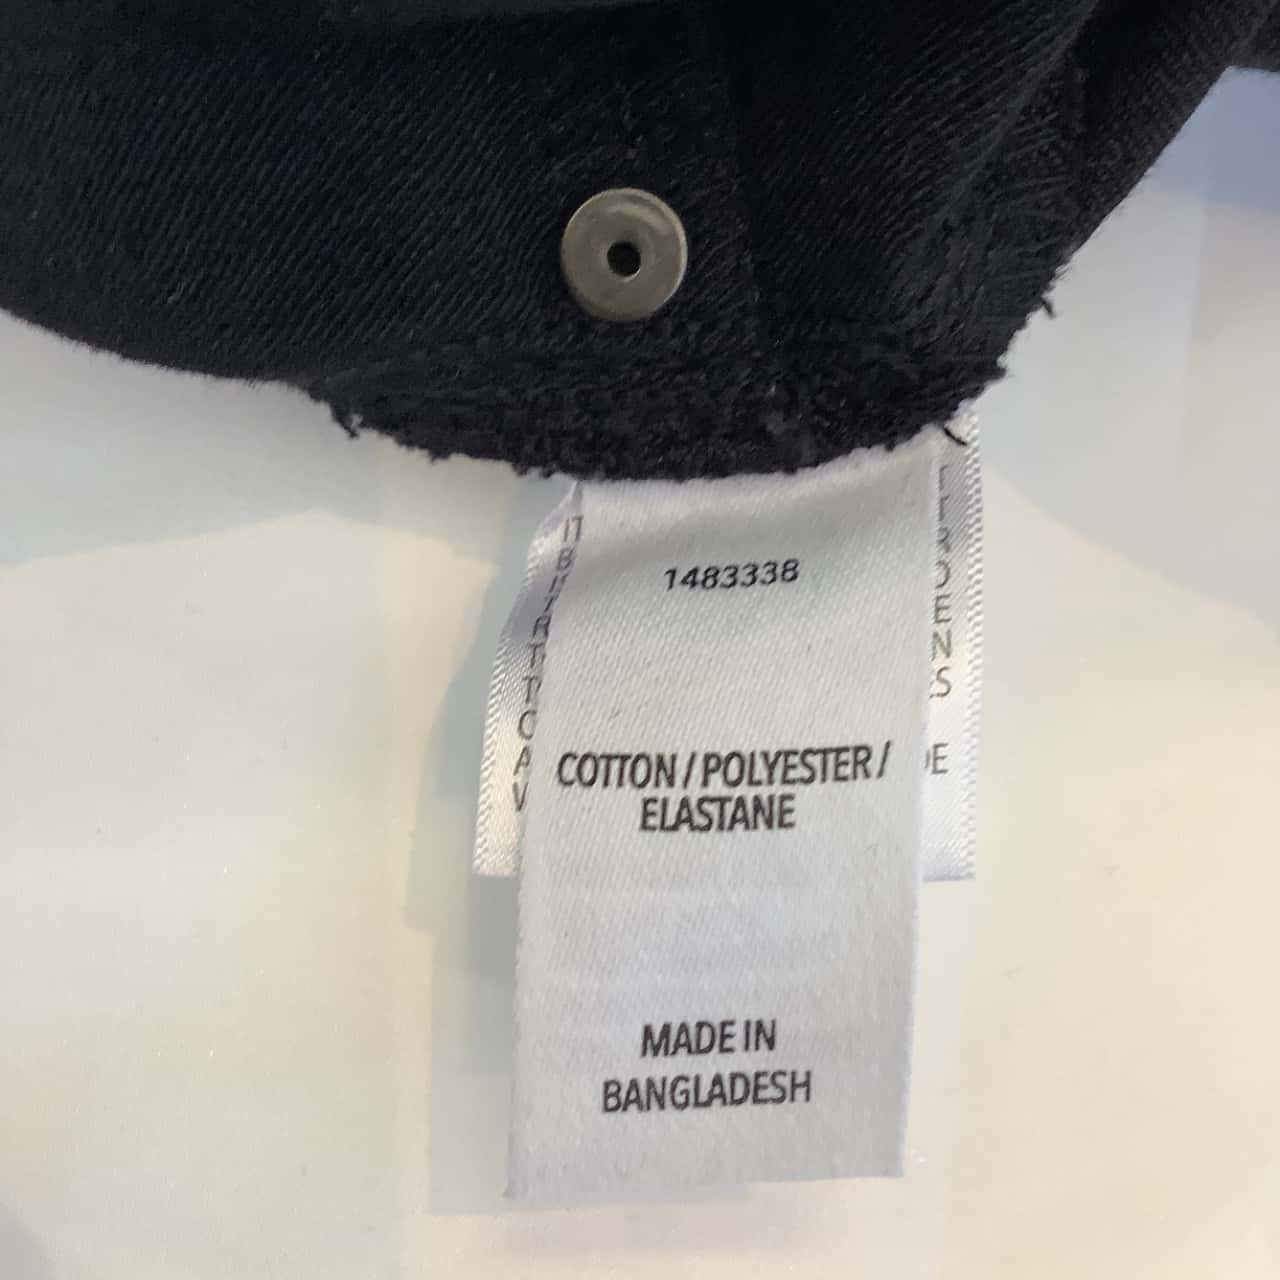 1483338
COTTON / POLYESTER /
ELASTANE
MADE IN
BANGLADESH